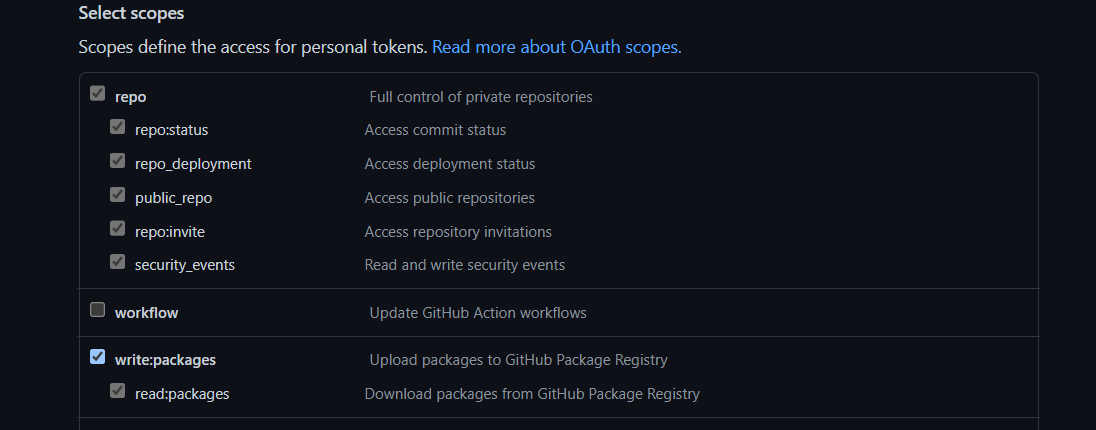 Select scopes
Scopes define the access for personal tokens. Read more about OAuth scopes.
repo Full control of private repositories
repo:status Access commit status
repo_deployment Access deployment status
public_repo Access public repositories
repo:invite Access repository invitations
security_events Read and write security events
workflow Update GitHub Action workflows
write:packages Upload packages to GitHub Package Registry
read:packages Download packages from GitHub Package Registry